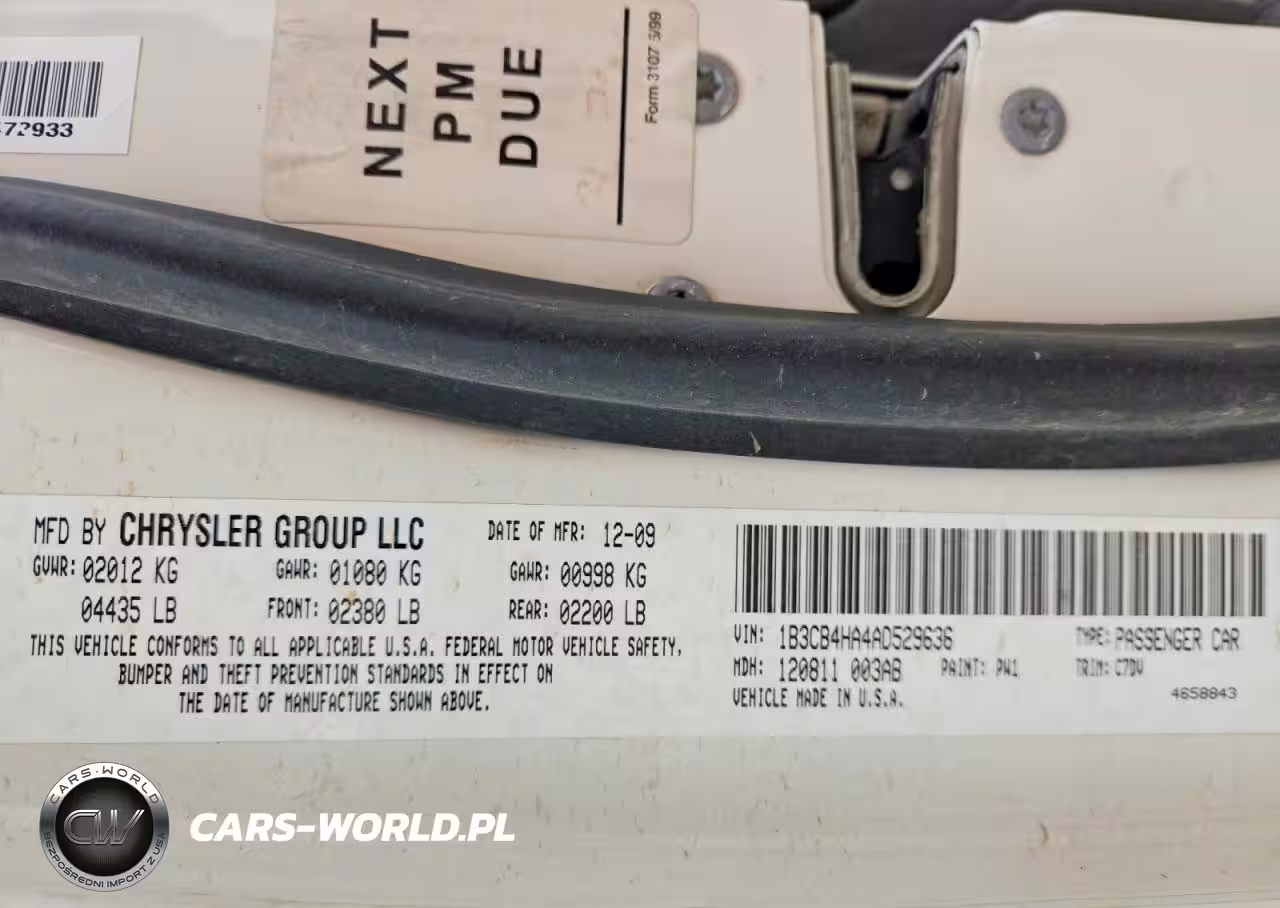 472933
NEXT
PM
DUE
Form 3107 5/99
MFD BY CHRYSLER GROUP LLC DATE OF MFR: 12-09
GVWR: 02012 KG GAWR: 01080 KG GAWR: 00998 KG
04435 LB FRONT: 02380 LB REAR: 02200 LB
THIS VEHICLE CONFORMS TO ALL APPLICABLE U.S.A. FEDERAL MOTOR VEHICLE SAFETY,
BUMPER AND THEFT PREVENTION STANDARDS IN EFFECT ON
THE DATE OF MANUFACTURE SHOWN ABOVE.
VIN: 1B3CB4HA4AD529636 TYPE: PASSENGER CAR
MDH: 120811 003AB PAINT: PW1 TRIM: C7DV
VEHICLE MADE IN U.S.A. 4658843
CARS-WORLD
CW
BEZPOŚREDNI IMPORT Z USA
CARS-WORLD.PL